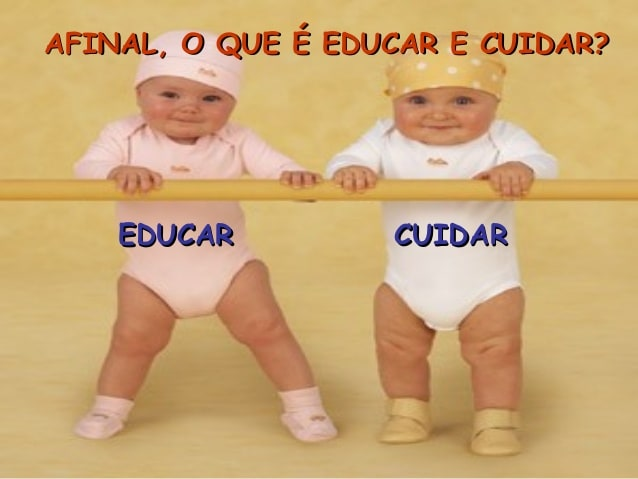 AFINAL, O QUE É EDUCAR E CUIDAR?
EDUCAR CUIDAR